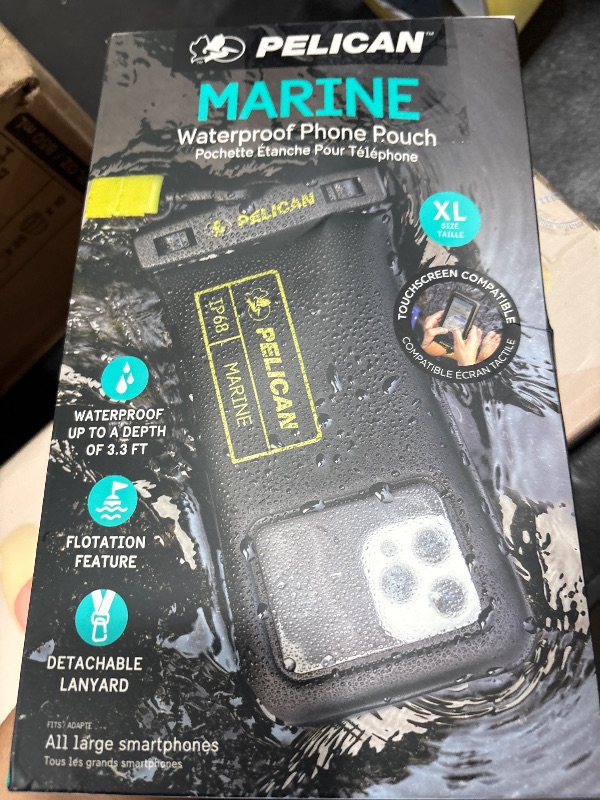 PELICAN™
MARINE
Waterproof Phone Pouch
Pochette Étanche Pour Téléphone
PELICAN
XL
SIZE
TAILLE
TOUCHSCREEN COMPATIBLE
COMPATIBLE ÉCRAN TACTILE
IP68
MARINE
PELICAN
WATERPROOF
UP TO A DEPTH
OF 3.3 FT
FLOTATION
FEATURE
DETACHABLE
LANYARD
FITS / ADAPTE
All large smartphones
Tous les grands smartphones